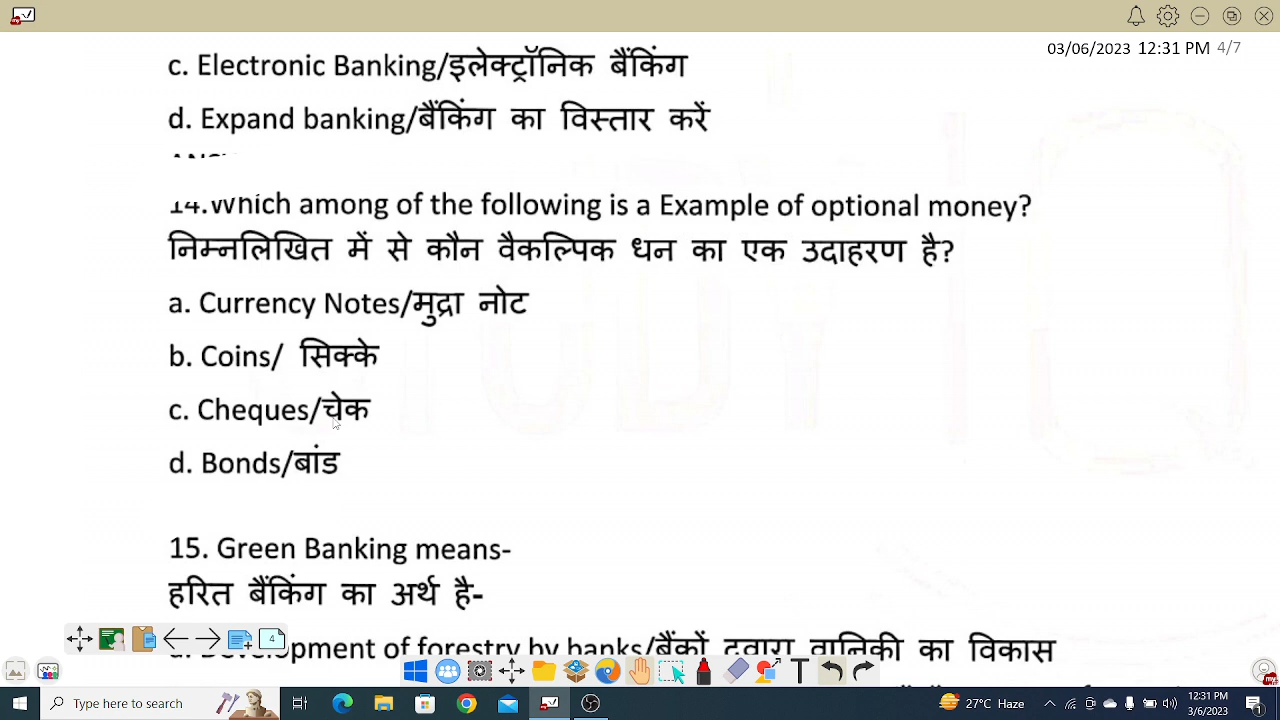 03/06/2023 12:31 PM 4/7
c. Electronic Banking/इलेक्ट्रॉनिक बैंकिंग
d. Expand banking/बैंकिंग का विस्तार करें
14.Which among of the following is a Example of optional money?
निम्नलिखित में से कौन वैकल्पिक धन का एक उदाहरण है?
a. Currency Notes/मुद्रा नोट
b. Coins/ सिक्के
c. Cheques/चेक
d. Bonds/बांड
15. Green Banking means-
हरित बैंकिंग का अर्थ है-
of forestry by banks/बैंकों द्वारा वानिकी का विकास
4
Type here to search
27°C Haze
12:31 PM
3/6/2023